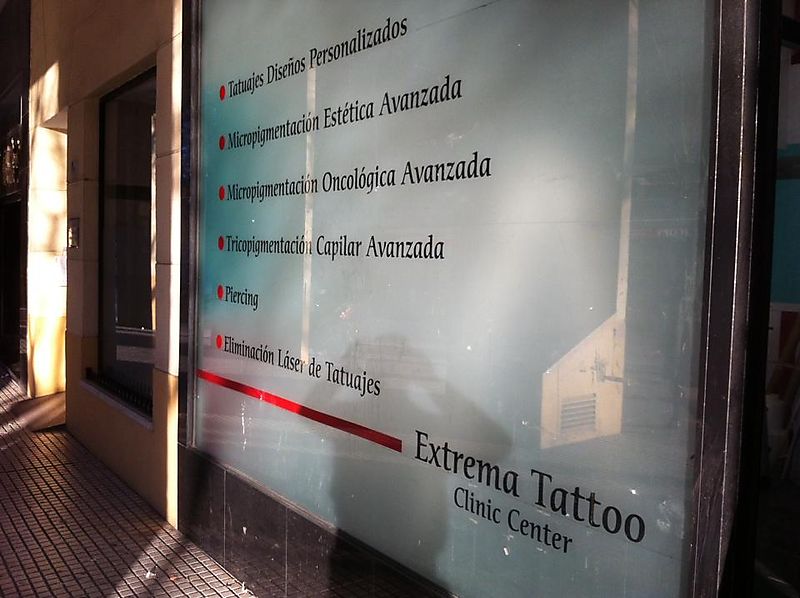 Tatuajes Diseños Personalizados
Micropigmentación Estética Avanzada
Micropigmentación Oncológica Avanzada
Tricopigmentación Capilar Avanzada
Piercing
Eliminación Láser de Tatuajes
Extrema Tattoo
Clinic Center